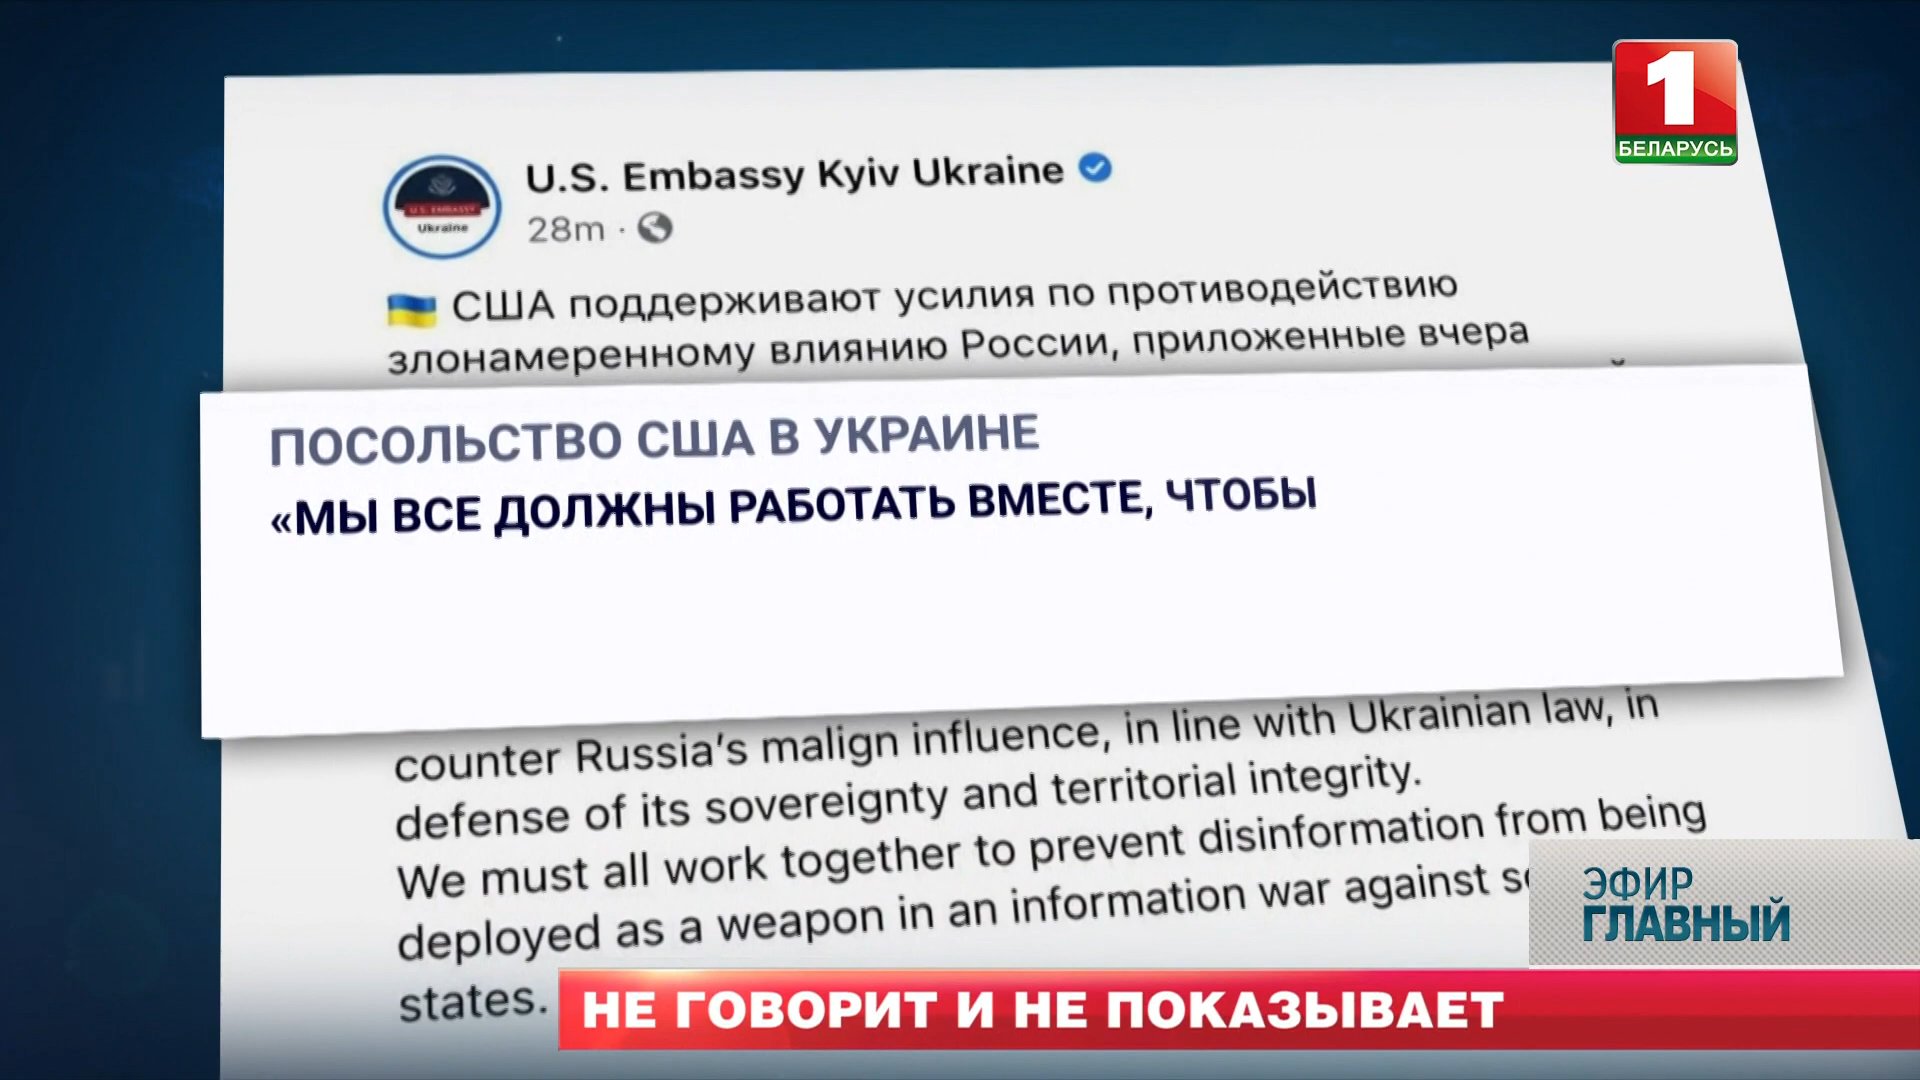 1
БЕЛАРУСЬ
U.S. Embassy Kyiv Ukraine
U.S. EMBASSY
Ukraine
28m ·
США поддерживают усилия по противодействию
злонамеренному влиянию России, приложенные вчера
ПОСОЛЬСТВО США В УКРАИНЕ
«МЫ ВСЕ ДОЛЖНЫ РАБОТАТЬ ВМЕСТЕ, ЧТОБЫ
counter Russia's malign influence, in line with Ukrainian law, in
defense of its sovereignty and territorial integrity.
We must all work together to prevent disinformation from being
deployed as a weapon in an information war against
states.
ЭФИР
ГЛАВНЫЙ
НЕ ГОВОРИТ И НЕ ПОКАЗЫВАЕТ